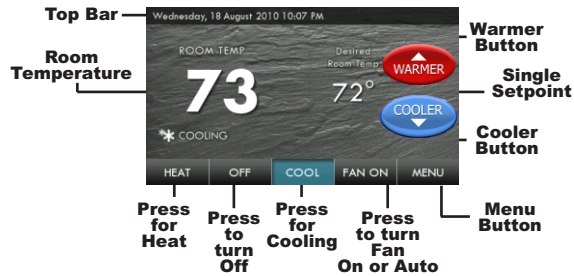 Top Bar
Wednesday, 18 August 2010 10:07 PM
Warmer
Button
Room
Temperature
ROOM TEMP
73
Desired
Room Temp
72°
WARMER
COOLER
Single
Setpoint
COOLING
Cooler
Button
HEAT
OFF
COOL
FAN ON
MENU
Press
for
Heat
Press
to
turn
Off
Press
for
Cooling
Press
to turn
Fan
On or Auto
Menu
Button